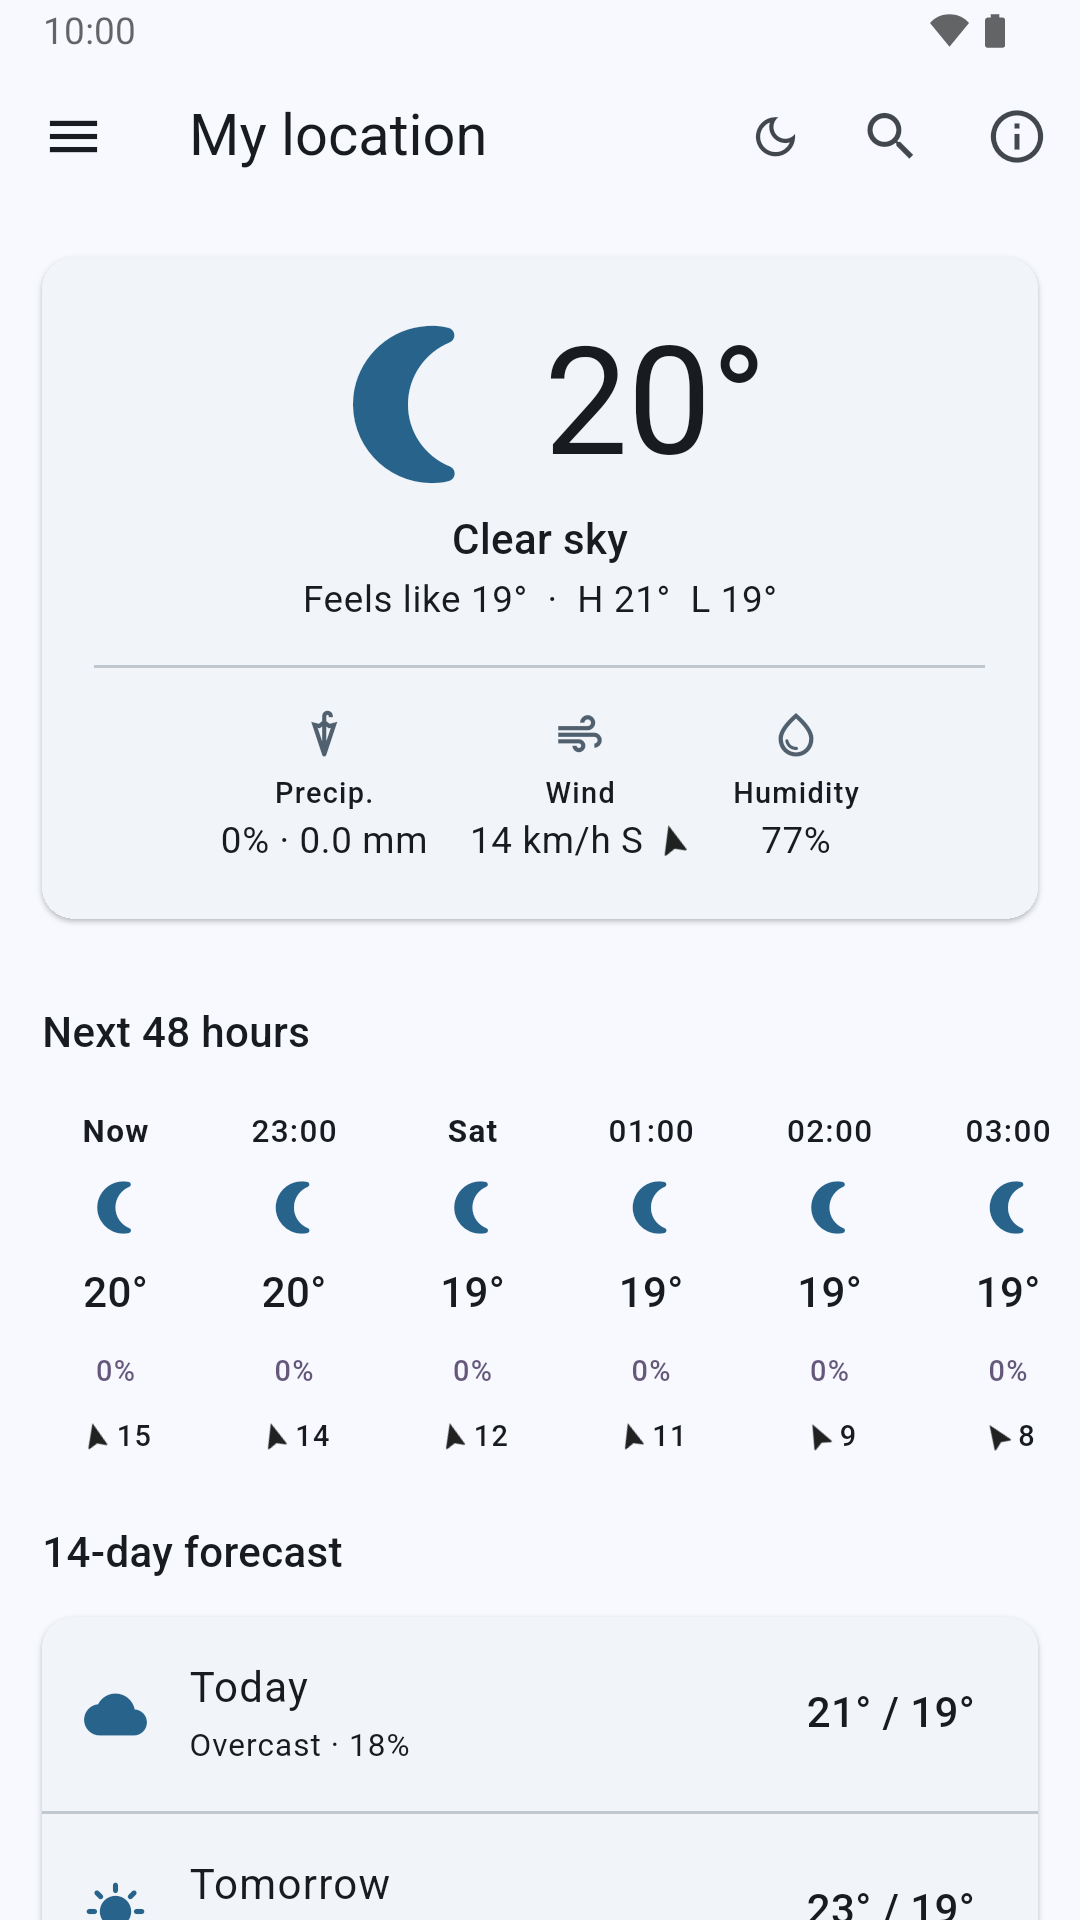 10:00
My location
20°
Clear sky
Feels like 19° · H 21° L 19°
Precip. Wind Humidity
0% · 0.0 mm 14 km/h S 77%
Next 48 hours
Now 23:00 Sat 01:00 02:00 03:00
20° 20° 19° 19° 19° 19°
0% 0% 0% 0% 0% 0%
15 14 12 11 9 8
14-day forecast
Today
21° / 19°
Overcast · 18%
Tomorrow
23° / 19°